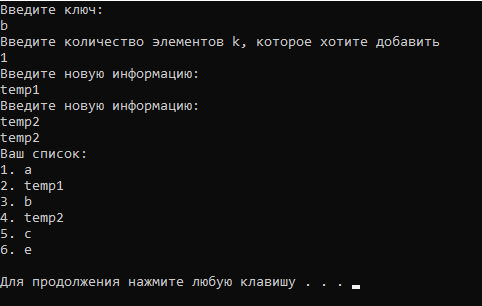 Введите ключ:
b
Введите количество элементов k, которое хотите добавить
1
Введите новую информацию:
temp1
Введите новую информацию:
temp2
temp2
Ваш список:
1. a
2. temp1
3. b
4. temp2
5. c
6. e
Для продолжения нажмите любую клавишу . . .